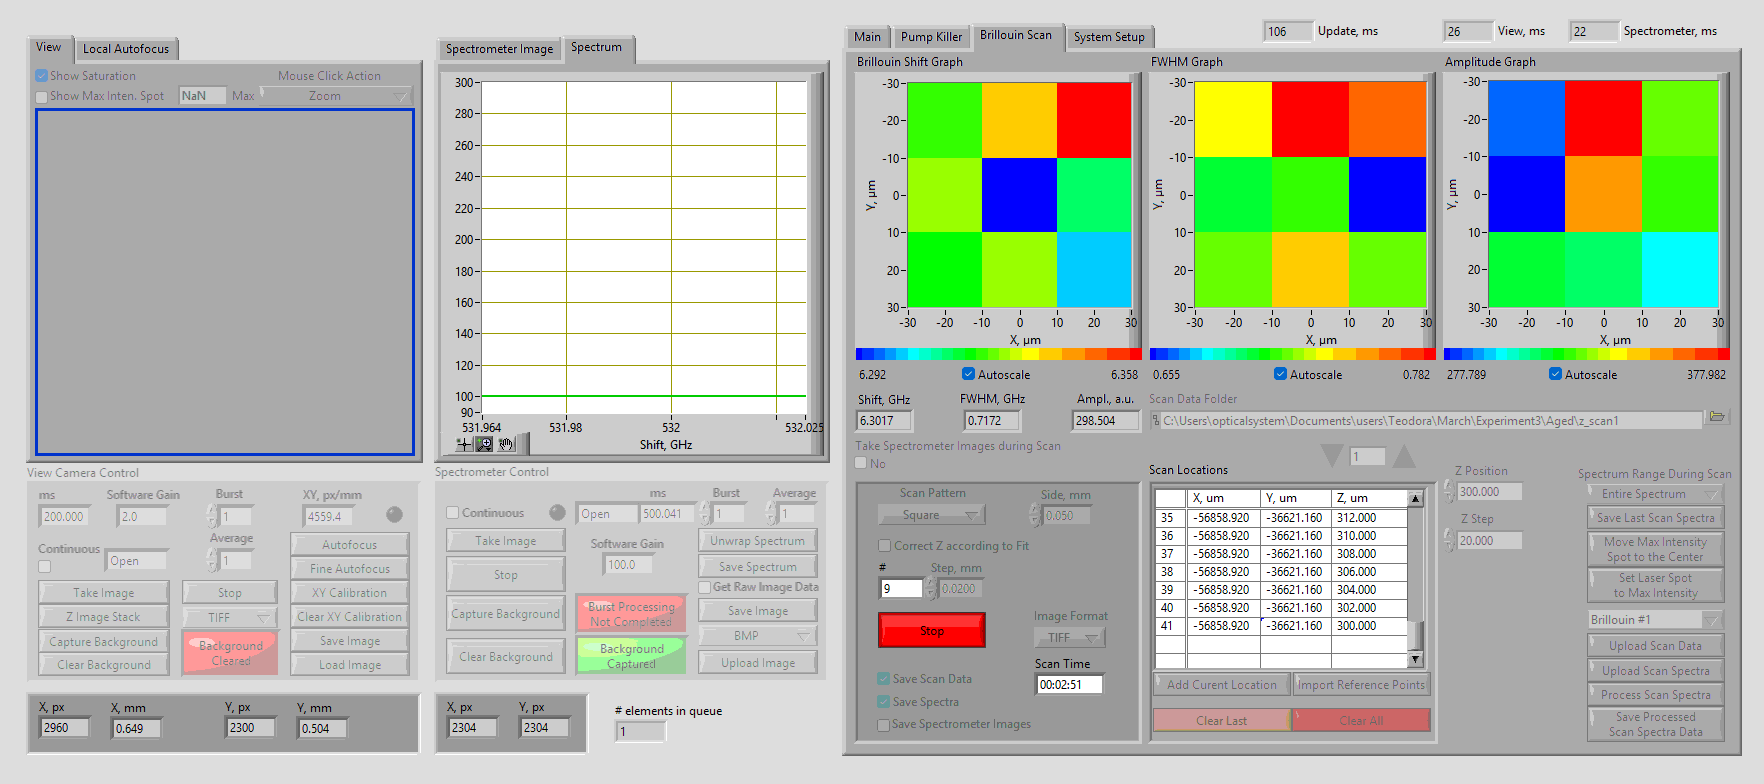 View
Local Autofocus
Show Saturation
Mouse Click Action
Show Max Inten. Spot
NaN
Max
Zoom
View Camera Control
ms
Software Gain
Burst
XY, px/mm
200.000
2.0
1
4559.4
Average
Continuous
Open
1
Autofocus
Fine Autofocus
Take Image
Stop
XY Calibration
Z Image Stack
TIFF
Clear XY Calibration
Capture Background
Background
Cleared
Save Image
Clear Background
Load Image
X, px
X, mm
Y, px
Y, mm
2960
0.649
2300
0.504
Spectrometer Image
Spectrum
300
280
260
240
220
200
180
160
140
120
100
90
531.964
531.98
532
532.025
Shift, GHz
Spectrometer Control
ms
Burst
Average
Continuous
Open
500.041
1
1
Take Image
Software Gain
Unwrap Spectrum
Stop
100.0
Save Spectrum
Get Raw Image Data
Capture Background
Burst Processing
Not Completed
Save Image
BMP
Clear Background
Background
Captured
Upload Image
X, px
Y, px
2304
2304
# elements in queue
1
106
Update, ms
26
View, ms
22
Spectrometer, ms
Main
Pump Killer
Brillouin Scan
System Setup
Brillouin Shift Graph
-30
-20
-10
0
10
20
30
Y, µm
-30
-20
-10
0
10
20
30
X, µm
6.292
Autoscale
6.358
FWHM Graph
-30
-20
-10
0
10
20
30
Y, µm
-30
-20
-10
0
10
20
30
X, µm
0.655
Autoscale
0.782
Amplitude Graph
-30
-20
-10
0
10
20
30
Y, µm
-30
-20
-10
0
10
20
30
X, µm
277.789
Autoscale
377.982
Shift, GHz
FWHM, GHz
Ampl., a.u.
6.3017
0.7172
298.504
Scan Data Folder
C:\Users\opticalsystem\Documents\users\Teodora\March\Experiment3\Aged\z_scan1
Take Spectrometer Images during Scan
No
1
Scan Pattern
Side, mm
Square
0.050
Correct Z according to Fit
#
Step, mm
9
0.0200
Stop
Image Format
TIFF
Scan Time
00:02:51
Save Scan Data
Save Spectra
Save Spectrometer Images
Scan Locations
X, um Y, um Z, um
35 -56858.920 -36621.160 312.000
36 -56858.920 -36621.160 310.000
37 -56858.920 -36621.160 308.000
38 -56858.920 -36621.160 306.000
39 -56858.920 -36621.160 304.000
40 -56858.920 -36621.160 302.000
41 -56858.920 -36621.160 300.000
Add Curent Location
Import Reference Points
Clear Last
Clear All
Z Position
300.000
Z Step
20.000
Spectrum Range During Scan
Entire Spectrum
Save Last Scan Spectra
Move Max Intensity
Spot to the Center
Set Laser Spot
to Max Intensity
Brillouin #1
Upload Scan Data
Upload Scan Spectra
Process Scan Spectra
Save Processed
Scan Spectra Data